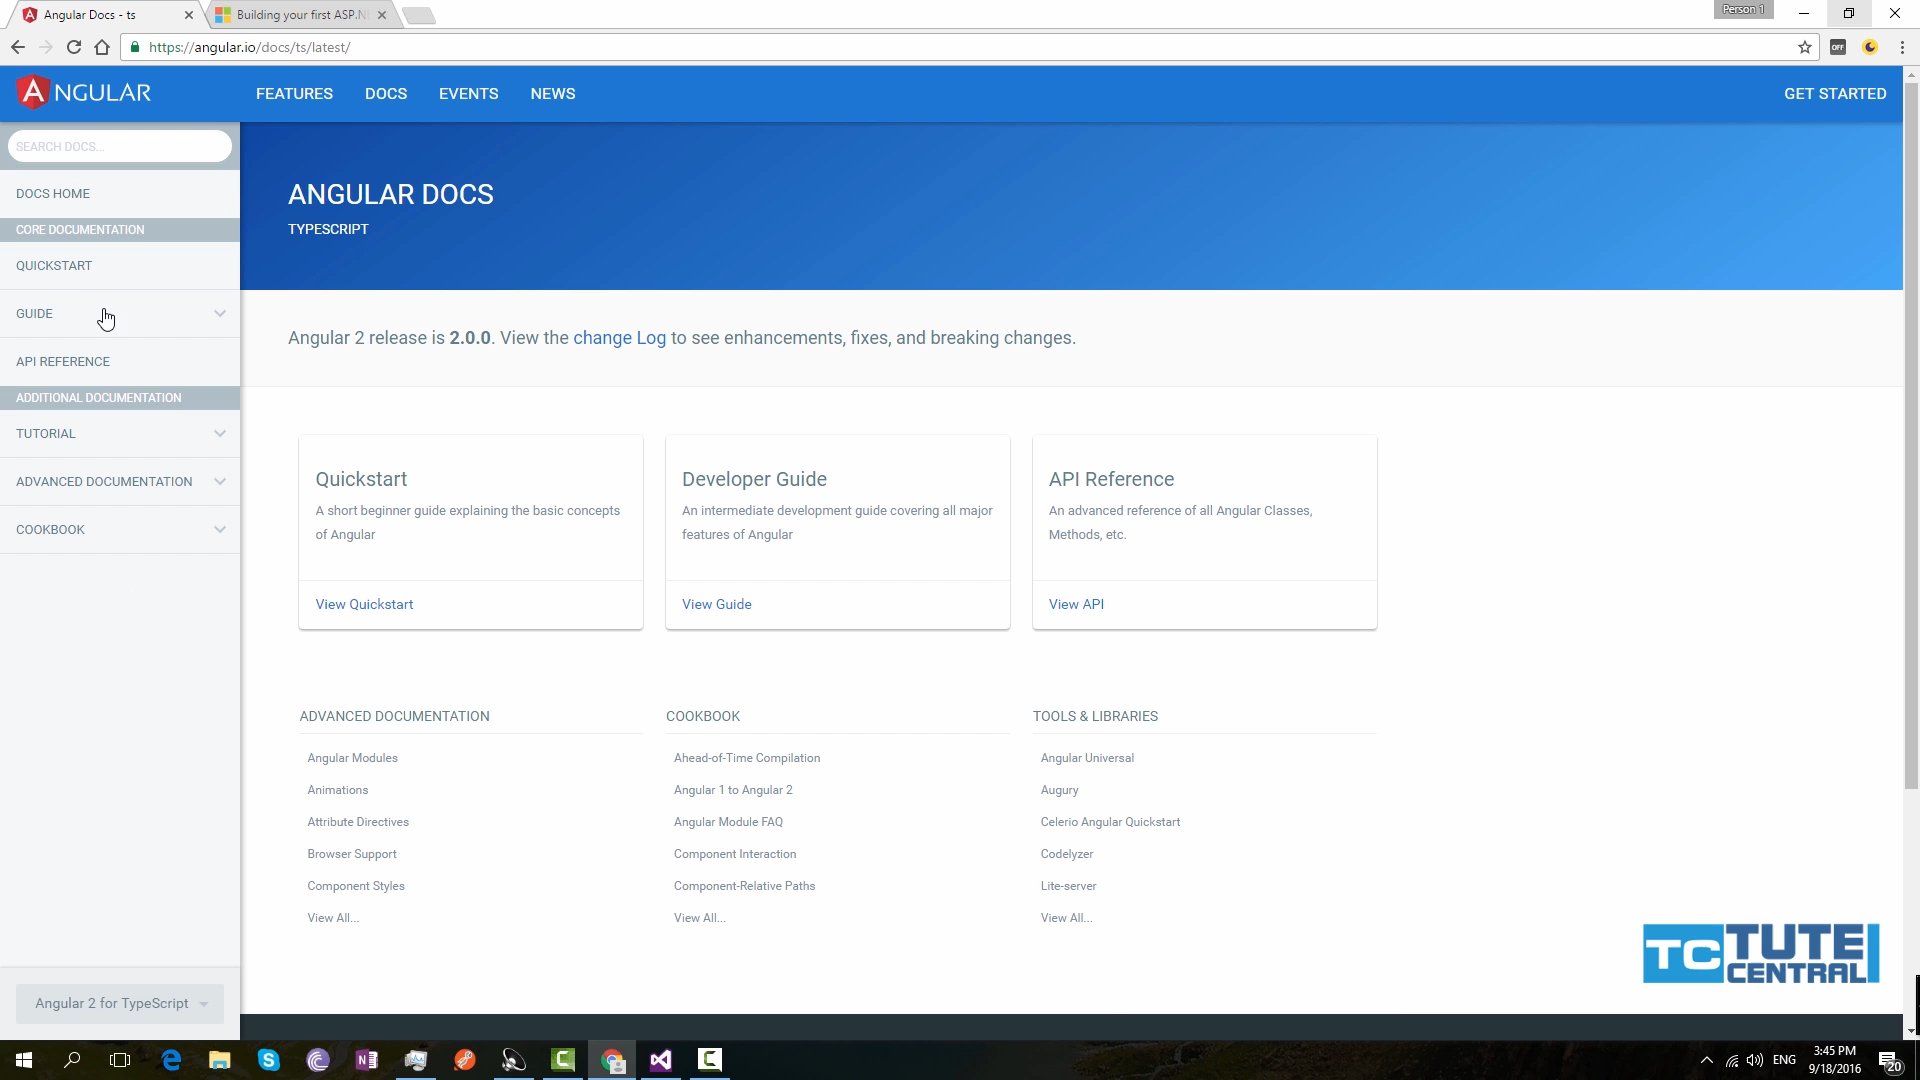 Angular Docs - ts
Building your first ASP.N
Person 1
https://angular.io/docs/ts/latest/
OFF
ANGULAR
FEATURES
DOCS
EVENTS
NEWS
GET STARTED
SEARCH DOCS...
DOCS HOME
CORE DOCUMENTATION
QUICKSTART
GUIDE
API REFERENCE
ADDITIONAL DOCUMENTATION
TUTORIAL
ADVANCED DOCUMENTATION
COOKBOOK
Angular 2 for TypeScript
ANGULAR DOCS
TYPESCRIPT
Angular 2 release is 2.0.0. View the change Log to see enhancements, fixes, and breaking changes.
Quickstart
A short beginner guide explaining the basic concepts
of Angular
View Quickstart
Developer Guide
An intermediate development guide covering all major
features of Angular
View Guide
API Reference
An advanced reference of all Angular Classes,
Methods, etc.
View API
ADVANCED DOCUMENTATION
Angular Modules
Animations
Attribute Directives
Browser Support
Component Styles
View All...
COOKBOOK
Ahead-of-Time Compilation
Angular 1 to Angular 2
Angular Module FAQ
Component Interaction
Component-Relative Paths
View All...
TOOLS & LIBRARIES
Angular Universal
Augury
Celerio Angular Quickstart
Codelyzer
Lite-server
View All...
TC TUTE
CENTRAL
ENG
3:45 PM
9/18/2016
20